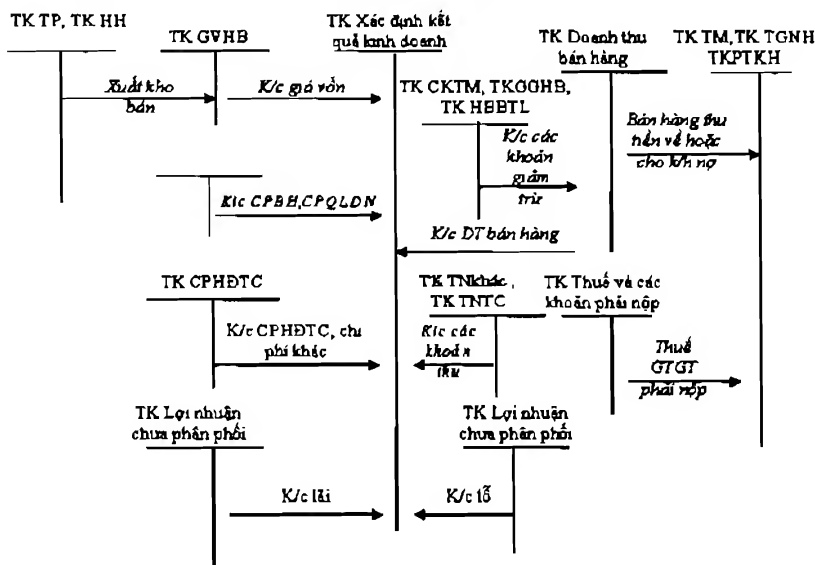 TK TP, TK HH
TK GVHB
TK Xác định kết
quả kinh doanh
TK Doanh thu
bán hàng
TK TM, TK TGNH
TKPTKH
Xuất kho
bán
K/c giá vốn
TK CKTM, TKGGHB,
TK HBBTL
K/c các
khoản
giảm
trừ
Bán hàng thu
tiền về hoặc
cho k/h nợ
K/c CPBH,CPQLDN
K/c DT bán hàng
TK CPHĐTC
TK TNkhác,
TK TNTC
TK Thuế và các
khoản phải nộp
K/c CPHĐTC, chi
phí khác
K/c các
khoản
thu
Thuế
GTGT
phải nộp
TK Lợi nhuận
chưa phân phối
TK Lợi nhuận
chưa phân phối
K/c lãi
K/c lỗ